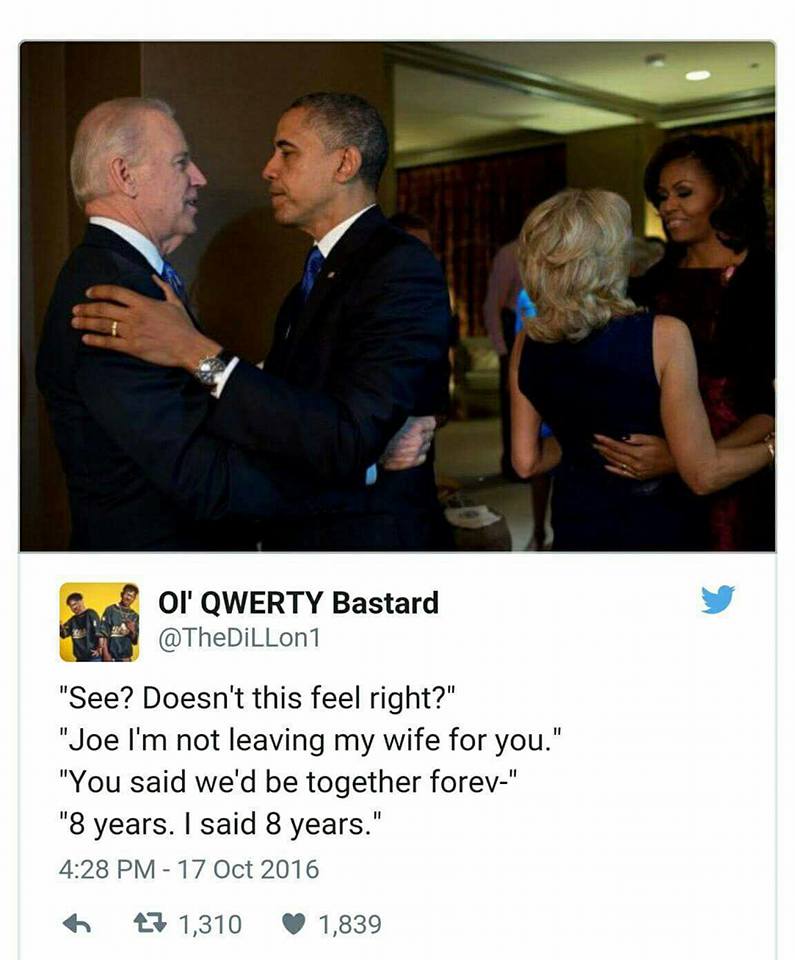 Ol' QWERTY Bastard
@TheDiLLon1
"See? Doesn't this feel right?"
"Joe I'm not leaving my wife for you."
"You said we'd be together forev-"
"8 years. I said 8 years."
4:28 PM - 17 Oct 2016
1,310 1,839